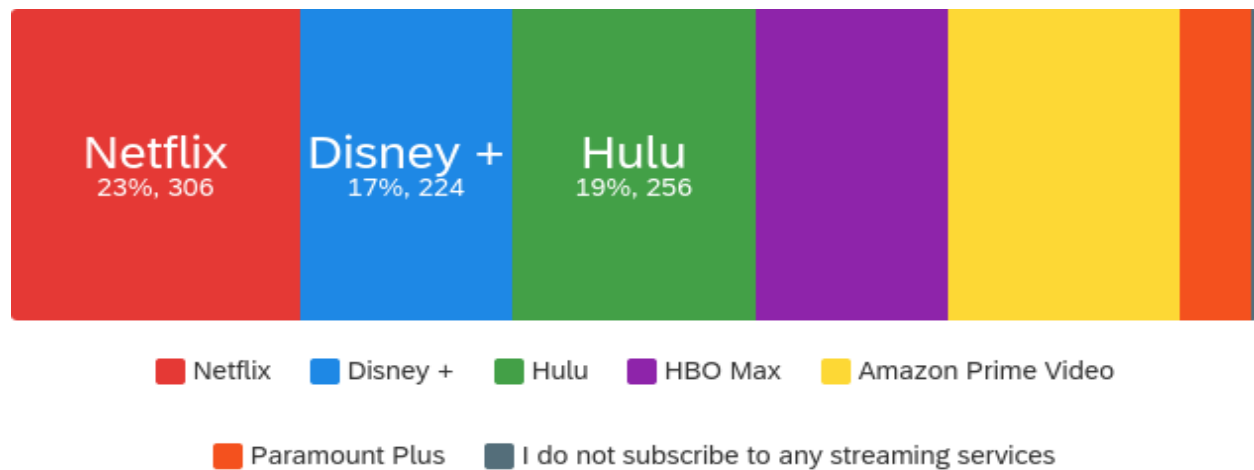 Netflix
23%, 306
Disney +
17%, 224
Hulu
19%, 256
Netflix Disney + Hulu HBO Max Amazon Prime Video
Paramount Plus I do not subscribe to any streaming services